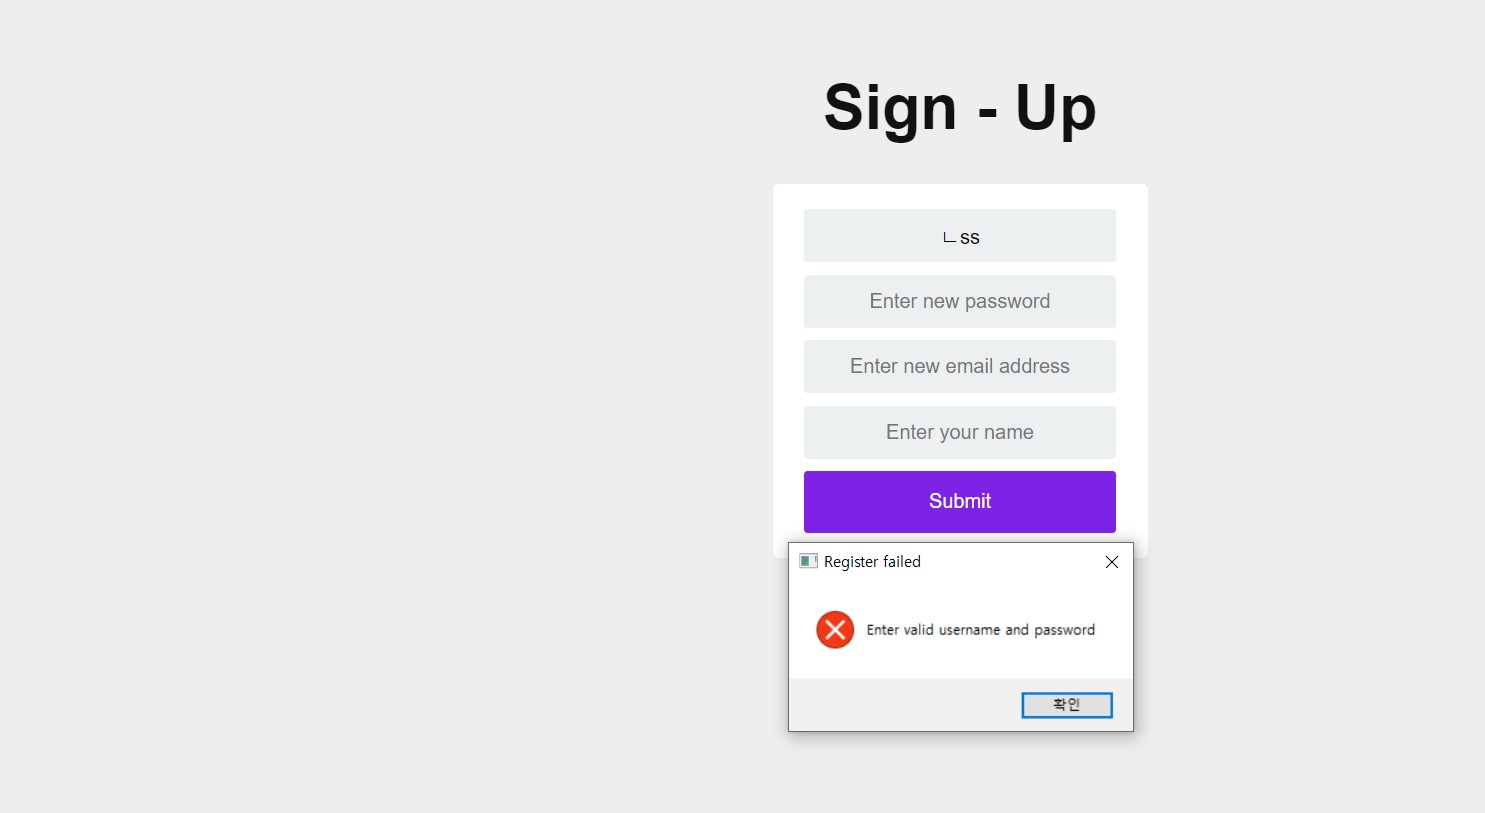 Sign - Up
ㄴss
Enter new password
Enter new email address
Enter your name
Submit
Register failed
Enter valid username and password
확인